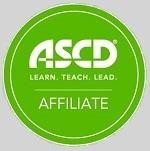 ASCD®
LEARN. TEACH. LEAD.
AFFILIATE